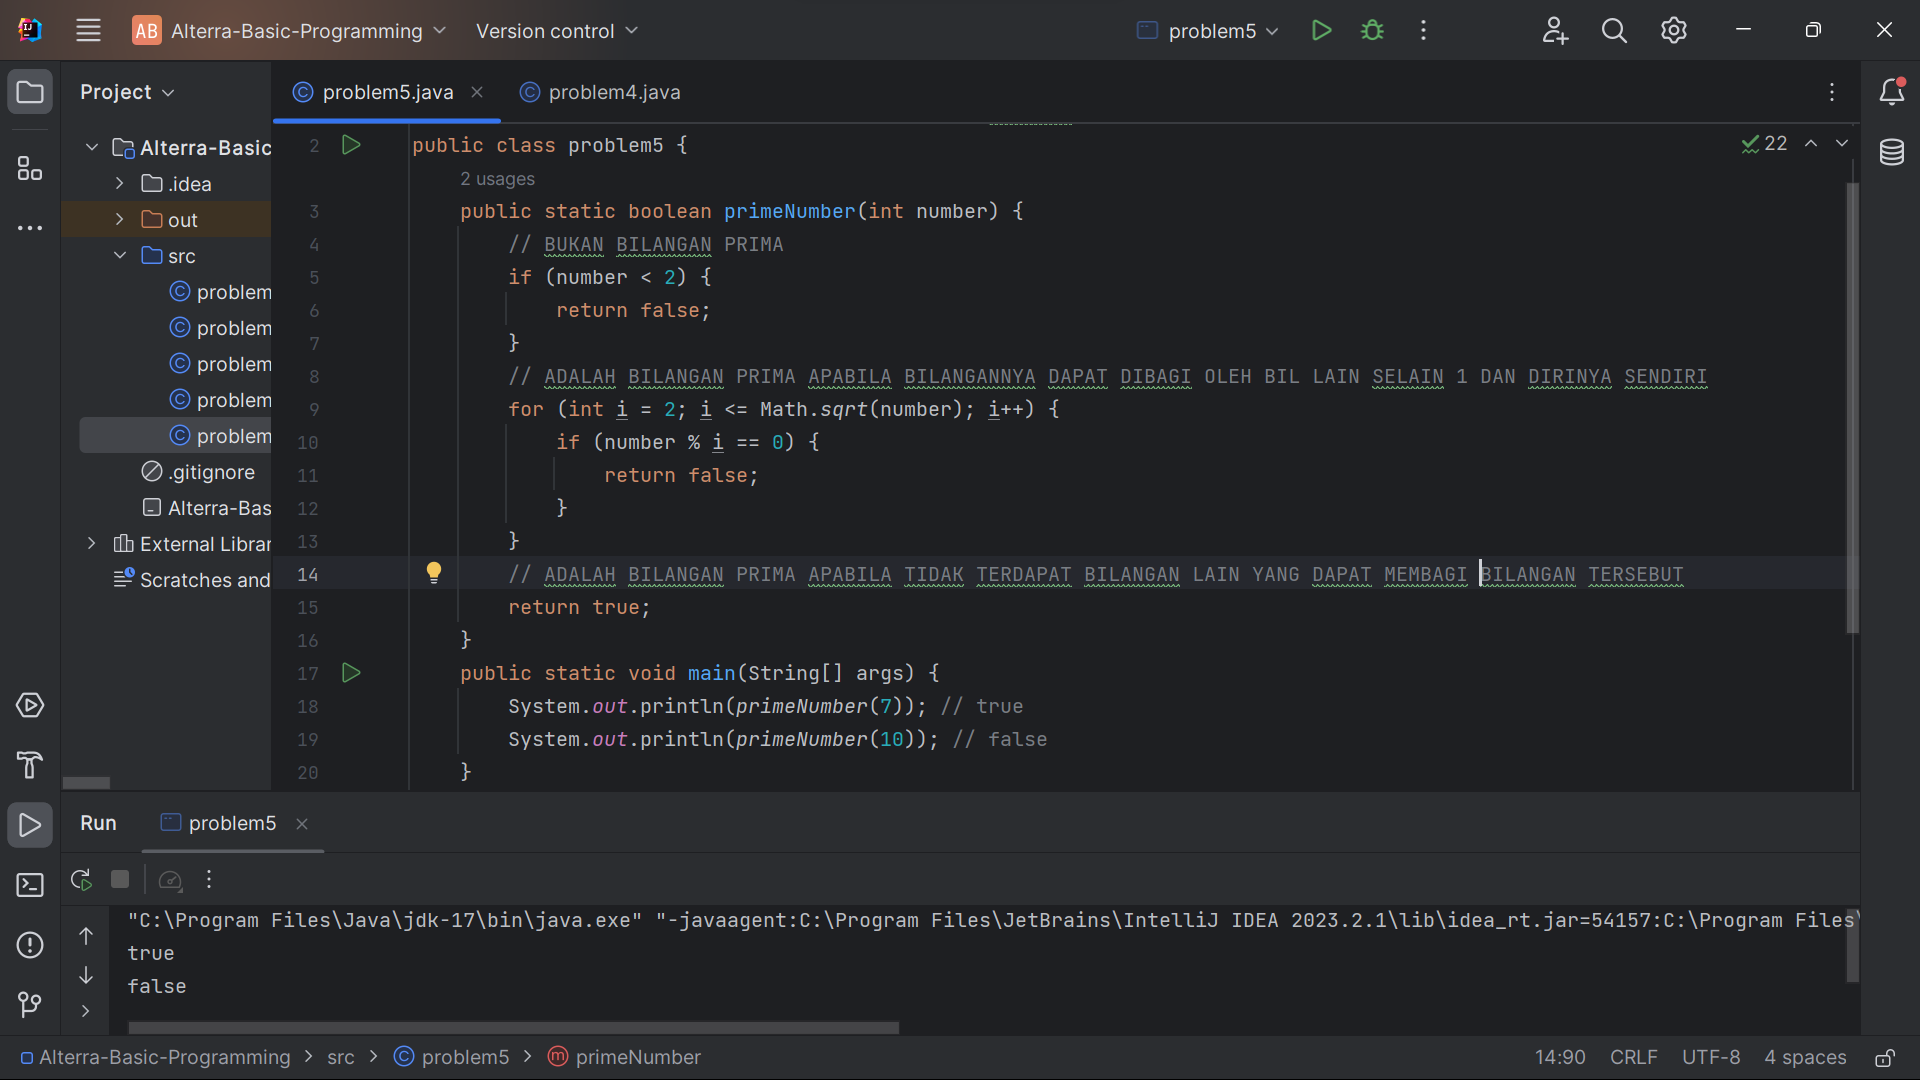 AB Alterra-Basic-Programming Version control problem5
Project
problem5.java problem4.java
Alterra-Basic
.idea
out
src
problem
problem
problem
problem
problem
.gitignore
Alterra-Bas
External Librar
Scratches and
22
2 public class problem5 {
2 usages
3 public static boolean primeNumber(int number) {
4 // BUKAN BILANGAN PRIMA
5 if (number < 2) {
6 return false;
7 }
8 // ADALAH BILANGAN PRIMA APABILA BILANGANNYA DAPAT DIBAGI OLEH BIL LAIN SELAIN 1 DAN DIRINYA SENDIRI
9 for (int i = 2; i <= Math.sqrt(number); i++) {
10 if (number % i == 0) {
11 return false;
12 }
13 }
14 // ADALAH BILANGAN PRIMA APABILA TIDAK TERDAPAT BILANGAN LAIN YANG DAPAT MEMBAGI BILANGAN TERSEBUT
15 return true;
16 }
17 public static void main(String[] args) {
18 System.out.println(primeNumber(7)); // true
19 System.out.println(primeNumber(10)); // false
20 }
Run problem5
"C:\Program Files\Java\jdk-17\bin\java.exe" "-javaagent:C:\Program Files\JetBrains\IntelliJ IDEA 2023.2.1\lib\idea_rt.jar=54157:C:\Program Files\
true
false
Alterra-Basic-Programming > src > problem5 > primeNumber 14:90 CRLF UTF-8 4 spaces